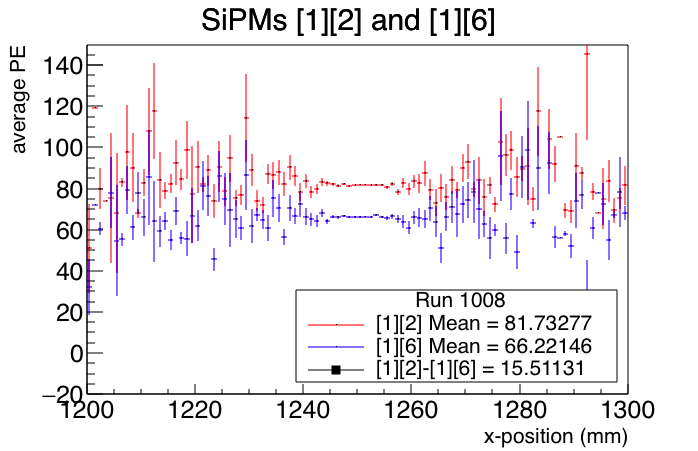 SiPMs [1][2] and [1][6]
average PE
140
120
100
80
60
40
20
0
−20
1200
1220
1240
1260
1280
1300
x-position (mm)
Run 1008
[1][2] Mean = 81.73277
[1][6] Mean = 66.22146
[1][2]-[1][6] = 15.51131